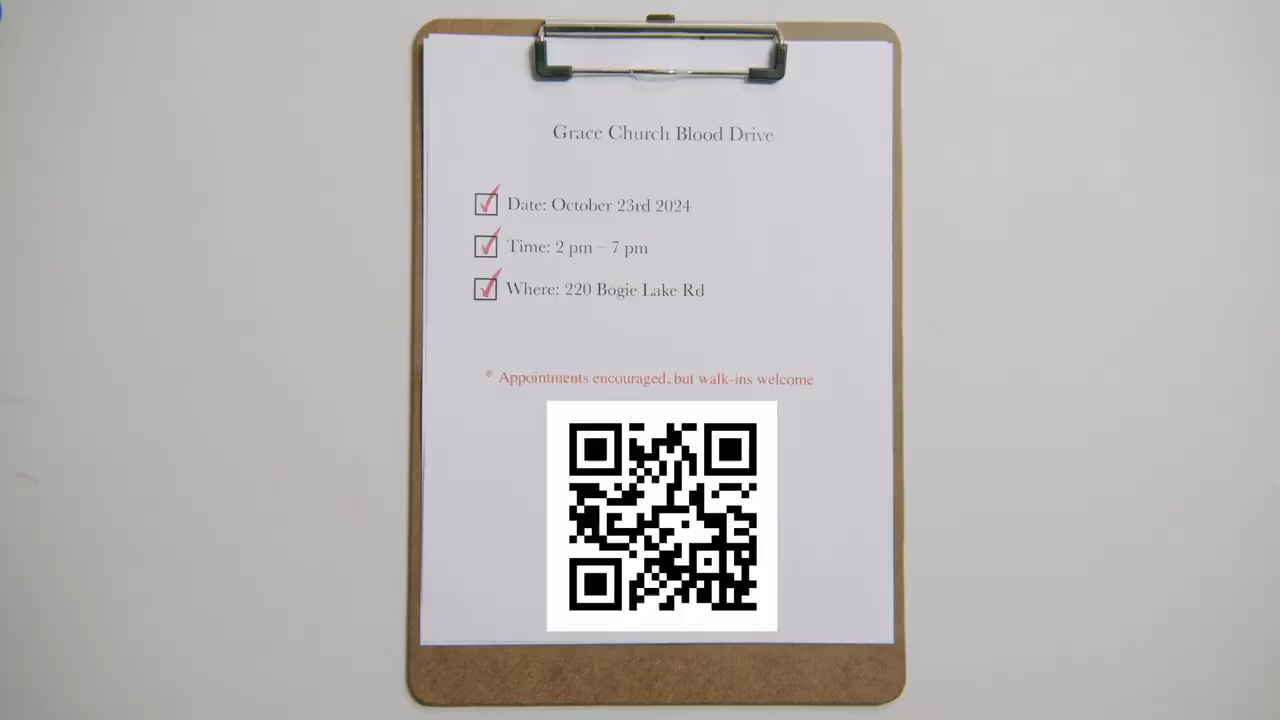 Grace Church Blood Drive
Date: October 23rd 2024
Time: 2 pm – 7 pm
Where: 220 Bogie Lake Rd
* Appointments encouraged, but walk-ins welcome